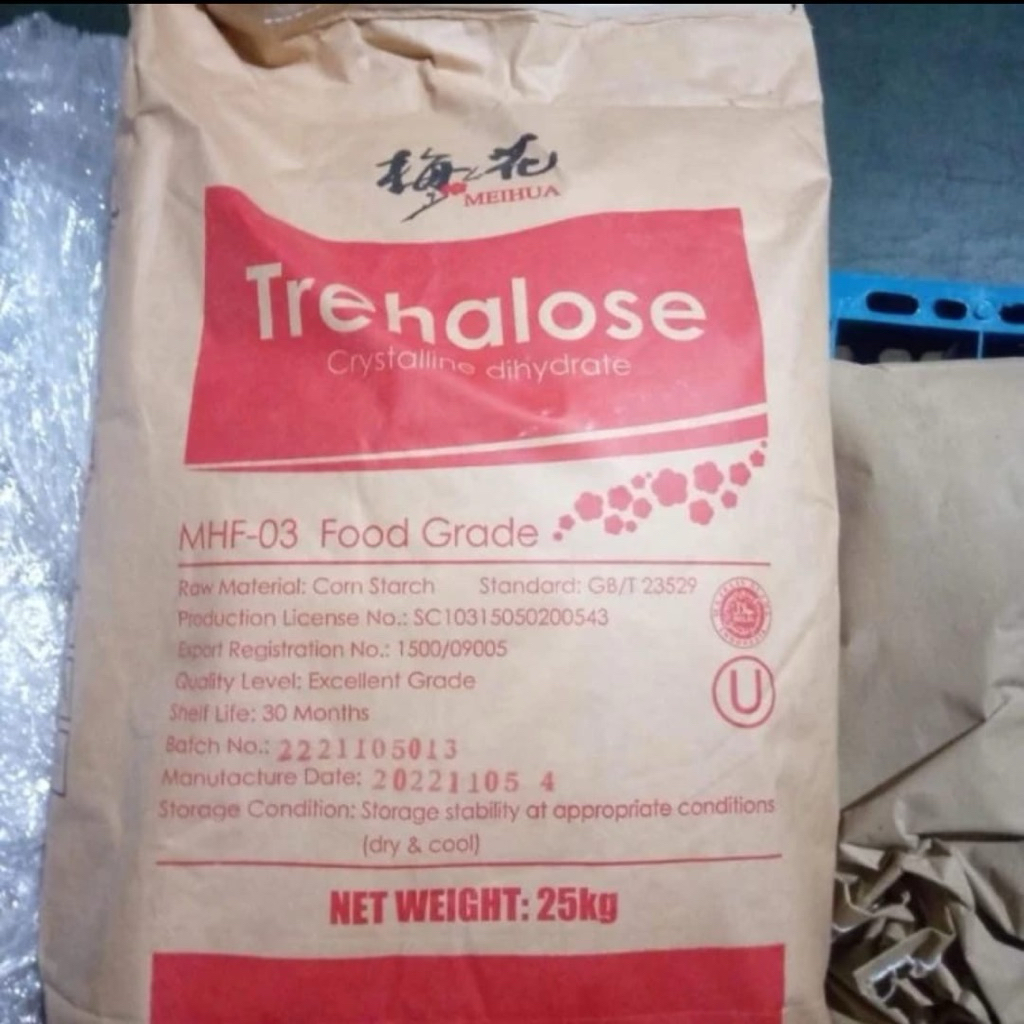 梅花
MEIHUA
Trehalose
Crystalline dihydrate
MHF-03 Food Grade
Raw Material: Corn Starch Standard: GB/T 23529
Production License No.: SC10315050200543
Export Registration No.: 1500/09005
Quality Level: Excellent Grade
U
Shelf Life: 30 Months
Batch No.: 2221105013
Manufacture Date: 20221105 4
Storage Condition: Storage stability at appropriate conditions
(dry & cool)
NET WEIGHT: 25kg